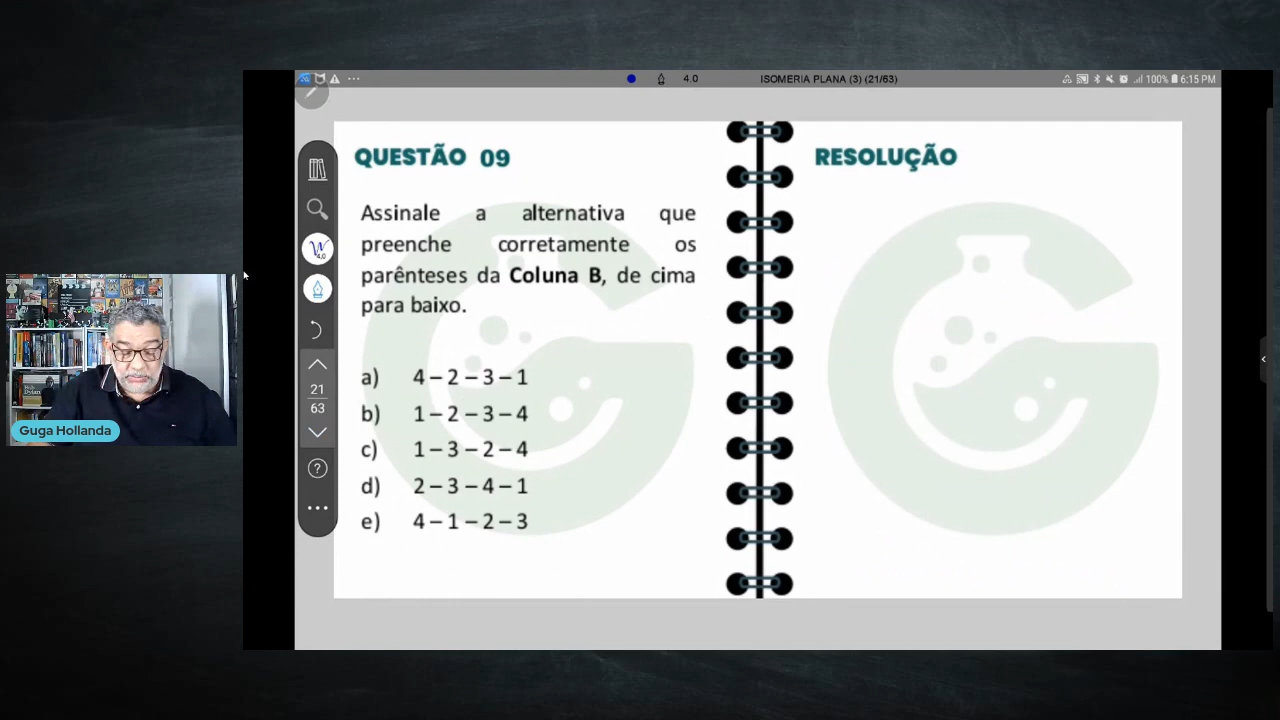 4.0
ISOMERIA PLANA (3) (21/63)
100% 6:15 PM
QUESTÃO 09
RESOLUÇÃO
Assinale a alternativa que
preenche corretamente os
parênteses da Coluna B, de cima
para baixo.
a) 4 – 2 – 3 – 1
b) 1 – 2 – 3 – 4
c) 1 – 3 – 2 – 4
d) 2 – 3 – 4 – 1
e) 4 – 1 – 2 – 3
4.0
21
63
Guga Hollanda